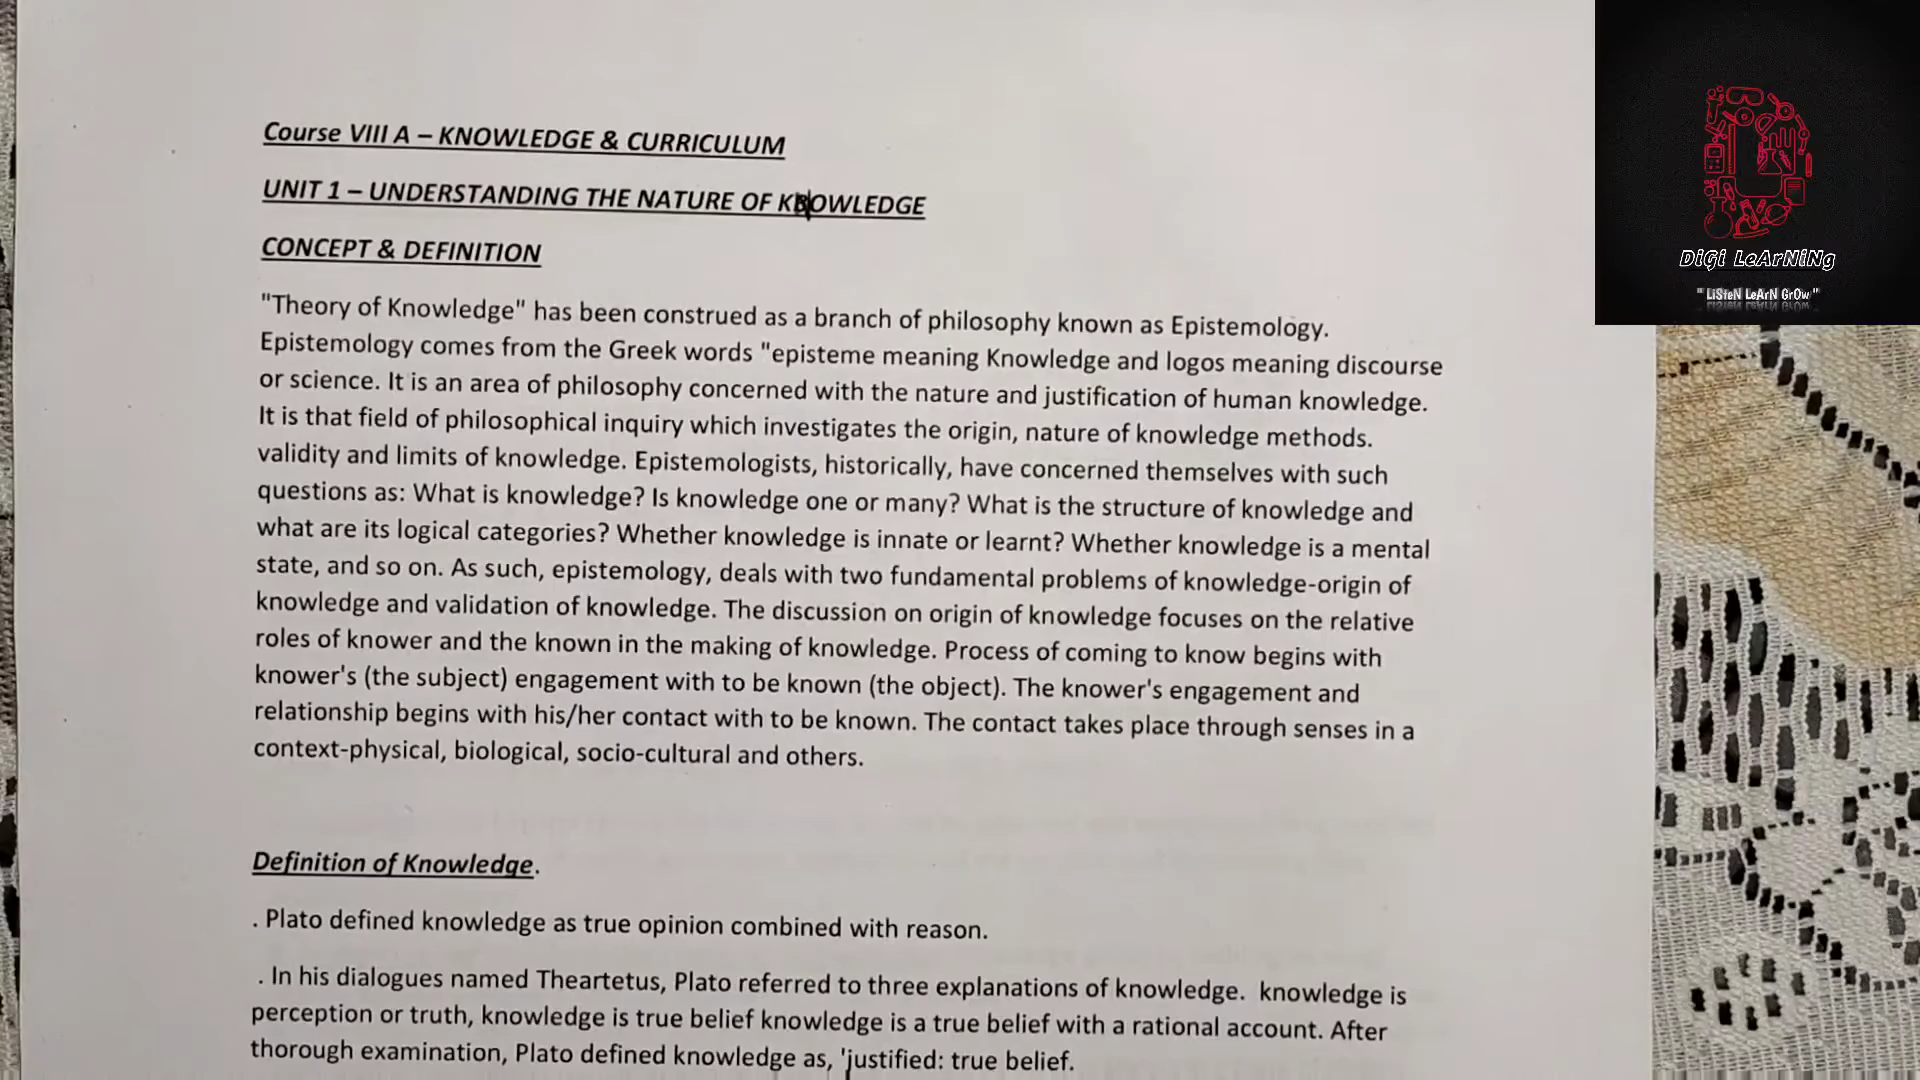 Course VIII A – KNOWLEDGE & CURRICULUM
UNIT 1 – UNDERSTANDING THE NATURE OF KNOWLEDGE
CONCEPT & DEFINITION
"Theory of Knowledge" has been construed as a branch of philosophy known as Epistemology.
Epistemology comes from the Greek words "episteme meaning Knowledge and logos meaning discourse
or science. It is an area of philosophy concerned with the nature and justification of human knowledge.
It is that field of philosophical inquiry which investigates the origin, nature of knowledge methods.
validity and limits of knowledge. Epistemologists, historically, have concerned themselves with such
questions as: What is knowledge? Is knowledge one or many? What is the structure of knowledge and
what are its logical categories? Whether knowledge is innate or learnt? Whether knowledge is a mental
state, and so on. As such, epistemology, deals with two fundamental problems of knowledge-origin of
knowledge and validation of knowledge. The discussion on origin of knowledge focuses on the relative
roles of knower and the known in the making of knowledge. Process of coming to know begins with
knower's (the subject) engagement with to be known (the object). The knower's engagement and
relationship begins with his/her contact with to be known. The contact takes place through senses in a
context-physical, biological, socio-cultural and others.
Definition of Knowledge.
. Plato defined knowledge as true opinion combined with reason.
. In his dialogues named Theartetus, Plato referred to three explanations of knowledge. knowledge is
perception or truth, knowledge is true belief knowledge is a true belief with a rational account. After
thorough examination, Plato defined knowledge as, 'justified: true belief.
DiGi LeArNiNg
" LiSteN LeArN GrOw "